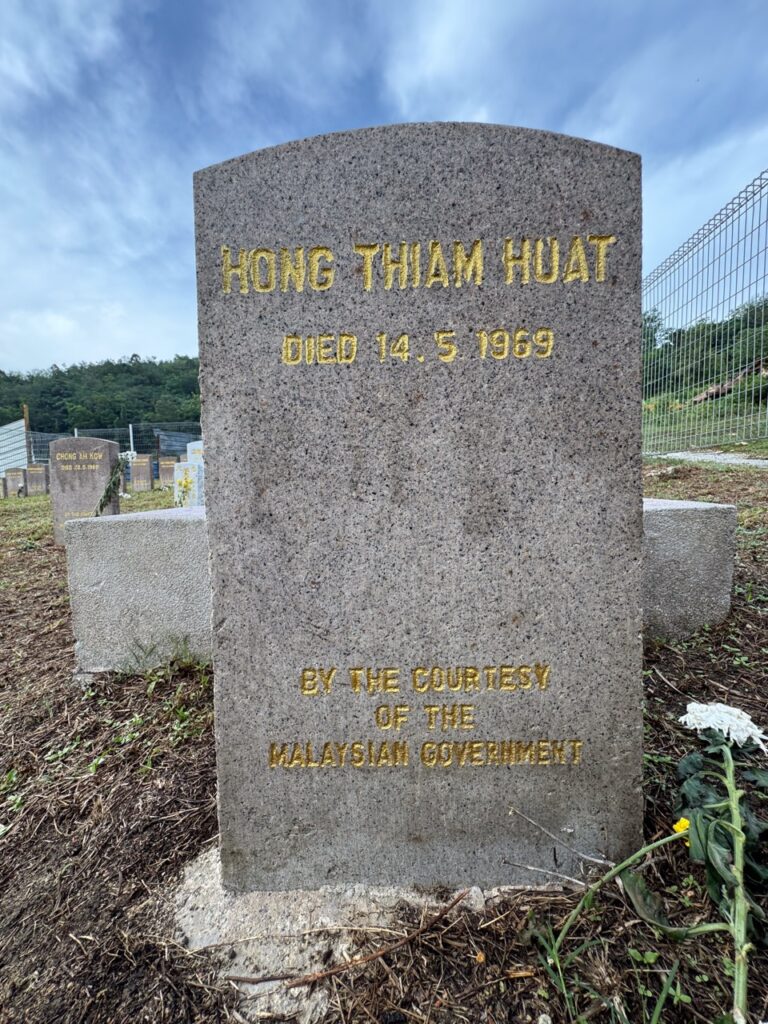 HONG THIAM HUAT
DIED 14.5 1969
BY THE COURTESY
OF THE
MALAYSIAN GOVERNMENT
CHONG AH KOW